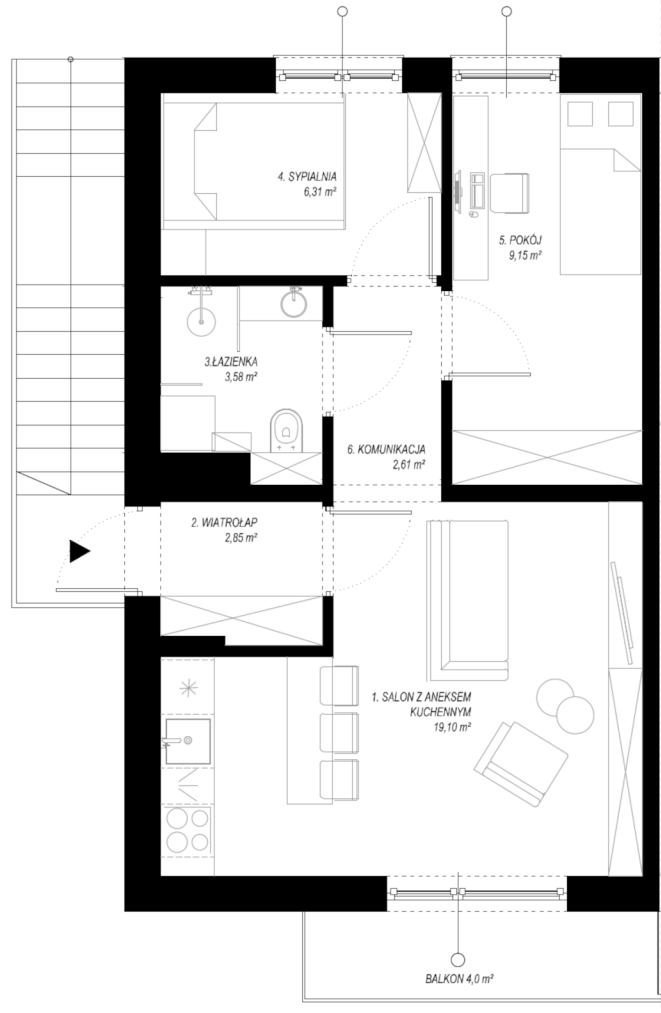 4. SYPIALNIA
6,31 m²
5. POKÓJ
9,15 m²
3.ŁAZIENKA
3,58 m²
6. KOMUNIKACJA
2,61 m²
2. WIATROŁAP
2,85 m²
1. SALON Z ANEKSEM
KUCHENNYM
19,10 m²
BALKON 4,0 m²